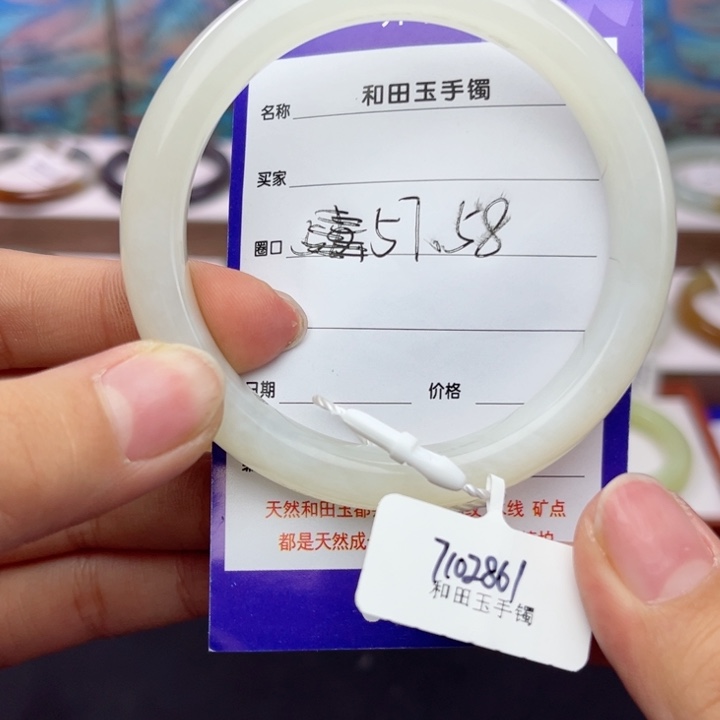 名称 和田玉手镯
买家
圈口 57.58
日期 价格
天然和田玉都 线 矿点
都是天然成
7102861
和田玉手镯